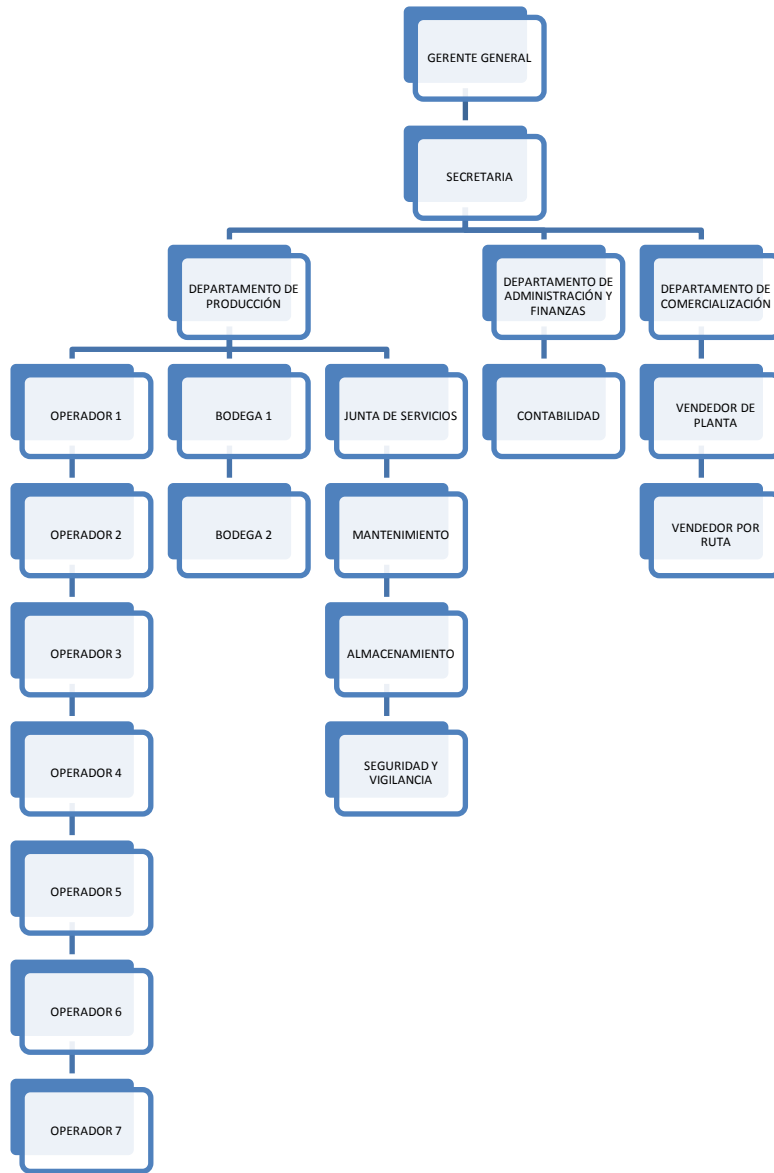 GERENTE GENERAL
SECRETARIA
DEPARTAMENTO DE
PRODUCCIÓN
DEPARTAMENTO DE
ADMINISTRACIÓN Y
FINANZAS
DEPARTAMENTO DE
COMERCIALIZACIÓN
OPERADOR 1
BODEGA 1
JUNTA DE SERVICIOS
CONTABILIDAD
VENDEDOR DE
PLANTA
OPERADOR 2
BODEGA 2
MANTENIMIENTO
VENDEDOR POR
RUTA
OPERADOR 3
ALMACENAMIENTO
OPERADOR 4
SEGURIDAD Y
VIGILANCIA
OPERADOR 5
OPERADOR 6
OPERADOR 7